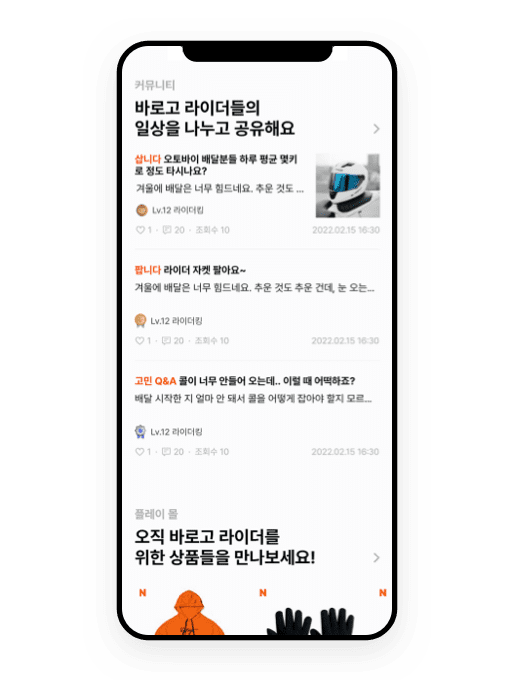 커뮤니티
바로고 라이더들의
일상을 나누고 공유해요
삽니다 오토바이 배달분들 하루 평균 몇키
로 정도 타시나요?
겨울에 배달은 너무 힘드네요. 추운 것도 ...
Lv.12 라이더킹
1 · 20 · 조회수 10
2022.02.15 16:30
팝니다 라이더 자켓 팔아요~
겨울에 배달은 너무 힘드네요. 추운 것도 추운 건데, 눈 오는...
Lv.12 라이더킹
1 · 20 · 조회수 10
2022.02.15 16:30
고민 Q&A 콜이 너무 안들어 오는데.. 이럴 때 어떡하죠?
배달 시작한 지 얼마 안 돼서 콜을 어떻게 잡아야 할지 모르...
Lv.12 라이더킹
1 · 20 · 조회수 10
2022.02.15 16:30
플레이 몰
오직 바로고 라이더를
위한 상품들을 만나보세요!
N
N
N